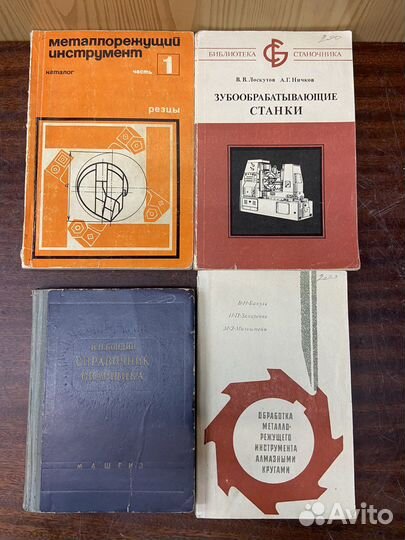 металлорежущий
инструмент
каталог
часть 1
резцы
БИБЛИОТЕКА СТАНОЧНИКА
В. В. Лоскутов А. Г. Ничков
ЗУБООБРАБАТЫВАЮЩИЕ
СТАНКИ
СПРАВОЧНИК
МАШГИЗ
ОБРАБОТКА
МЕТАЛЛО-
РЕЖУЩЕГО
ИНСТРУМЕНТА
АЛМАЗНЫМИ
КРУГАМИ
Avito